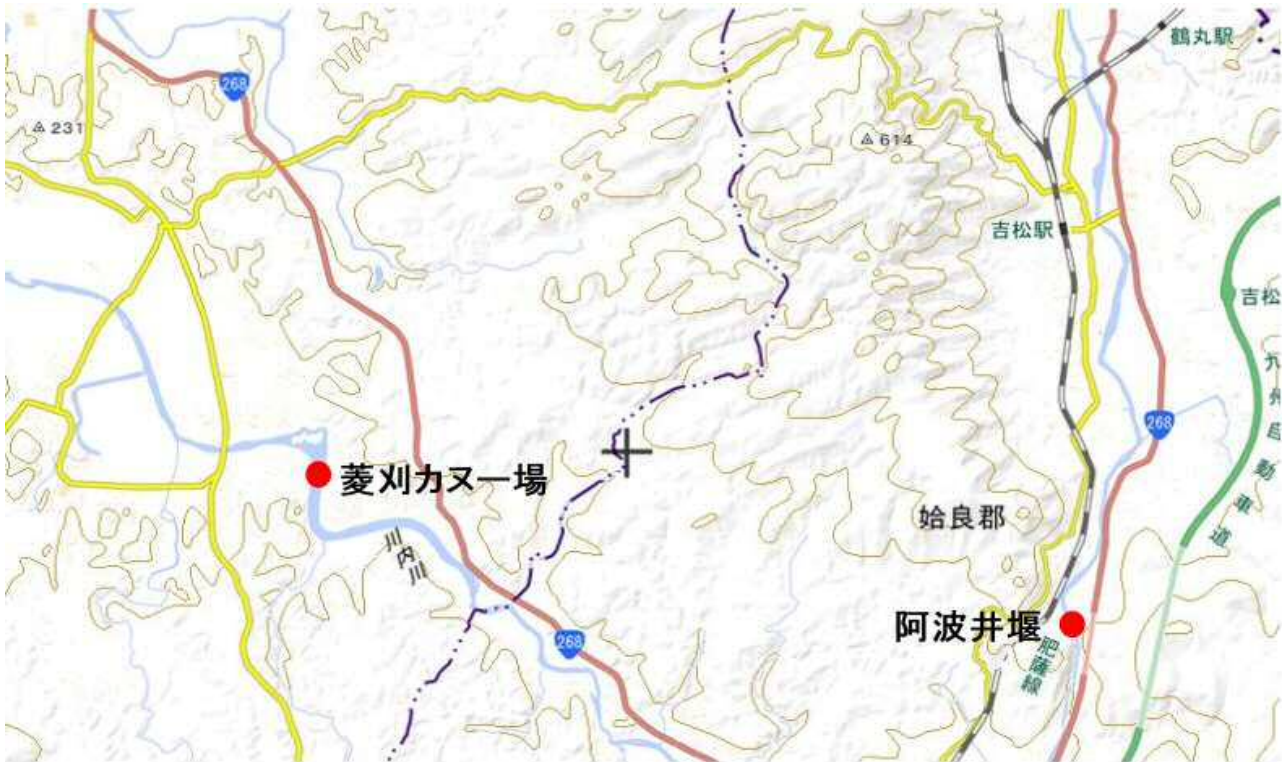 鶴丸駅
268
231
614
吉松駅
吉松
九州自動車道
268
菱刈カヌー場
姶良郡
川内川
阿波井堰
268
肥薩線